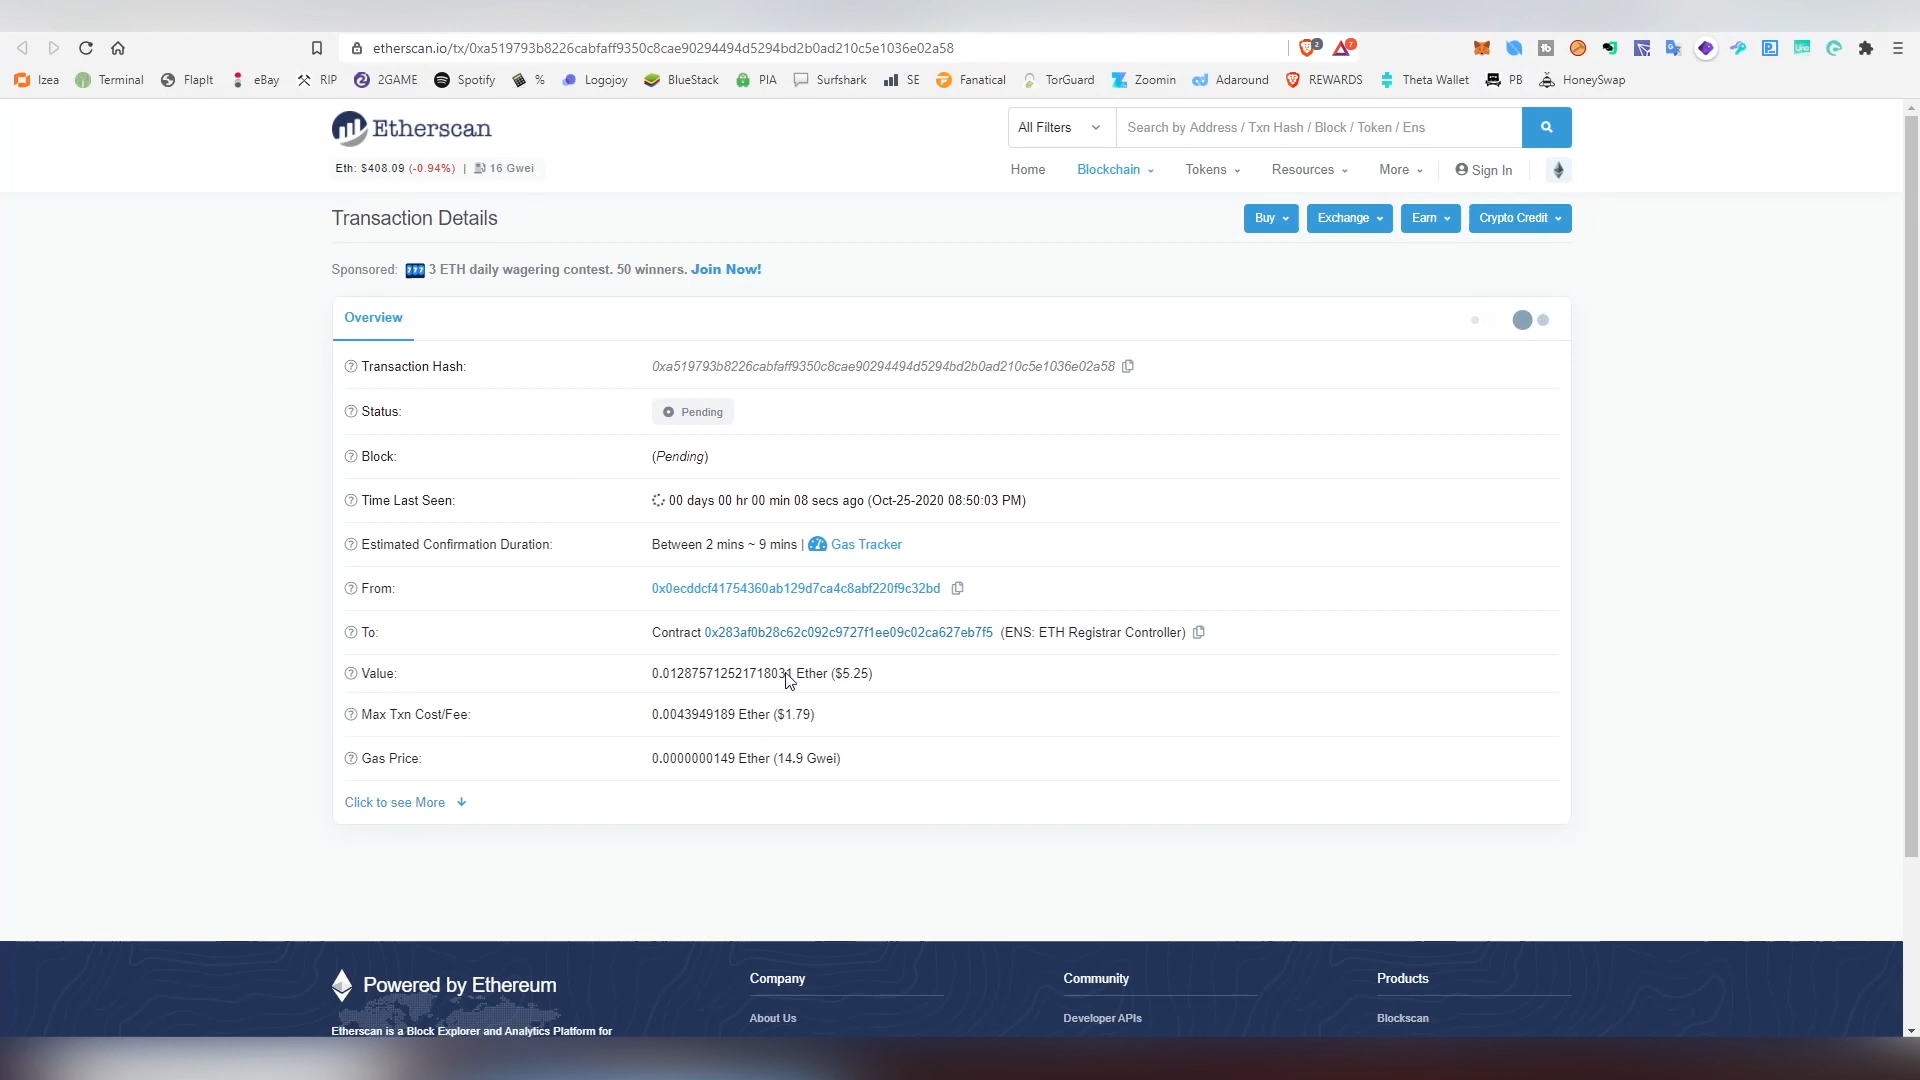 etherscan.io/tx/0xa519793b8226cabfaff9350c8cae90294494d5294bd2b0ad210c5e1036e02a58
2
7
Izea Terminal FlapIt eBay RIP 2GAME Spotify % Logojoy BlueStack PIA Surfshark SE Fanatical TorGuard Zoomin Adaround REWARDS Theta Wallet PB HoneySwap
Etherscan
All Filters
Search by Address / Txn Hash / Block / Token / Ens
Eth: $408.09 (-0.94%) | 16 Gwei
Home Blockchain Tokens Resources More Sign In
Transaction Details
Buy Exchange Earn Crypto Credit
Sponsored: 777 3 ETH daily wagering contest. 50 winners. Join Now!
Overview
Transaction Hash: 0xa519793b8226cabfaff9350c8cae90294494d5294bd2b0ad210c5e1036e02a58
Status: Pending
Block: (Pending)
Time Last Seen: 00 days 00 hr 00 min 08 secs ago (Oct-25-2020 08:50:03 PM)
Estimated Confirmation Duration: Between 2 mins ~ 9 mins | Gas Tracker
From: 0x0ecddcf41754360ab129d7ca4c8abf220f9c32bd
To: Contract 0x283af0b28c62c092c9727f1ee09c02ca627eb7f5 (ENS: ETH Registrar Controller)
Value: 0.012875712521718031 Ether ($5.25)
Max Txn Cost/Fee: 0.0043949189 Ether ($1.79)
Gas Price: 0.0000000149 Ether (14.9 Gwei)
Click to see More
Powered by Ethereum
Etherscan is a Block Explorer and Analytics Platform for
Company
About Us
Community
Developer APIs
Products
Blockscan